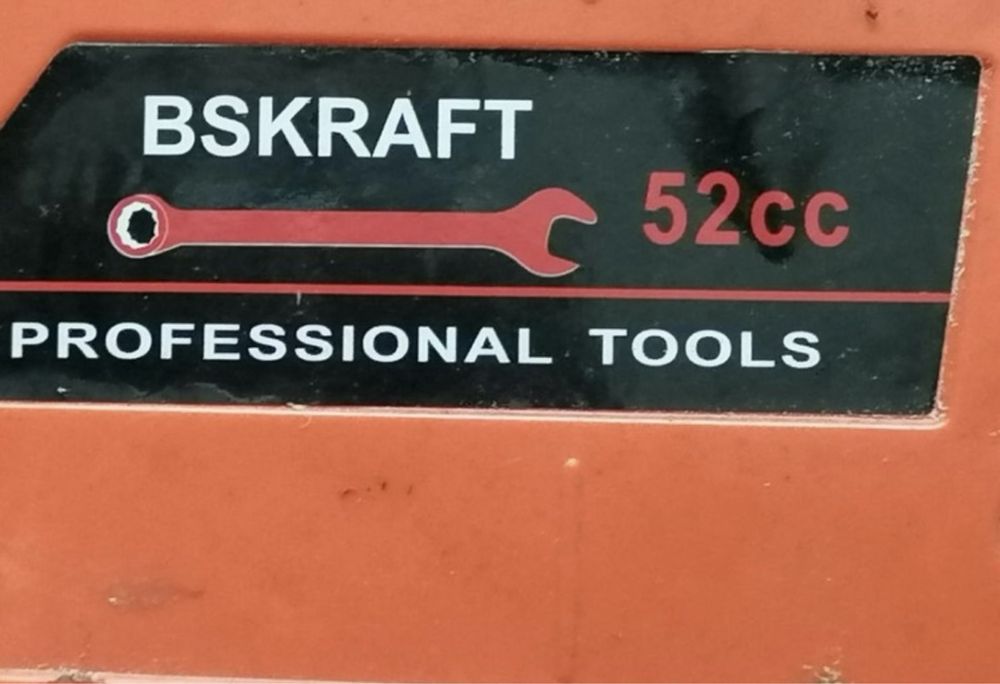 BSKRAFT
52cc
PROFESSIONAL TOOLS